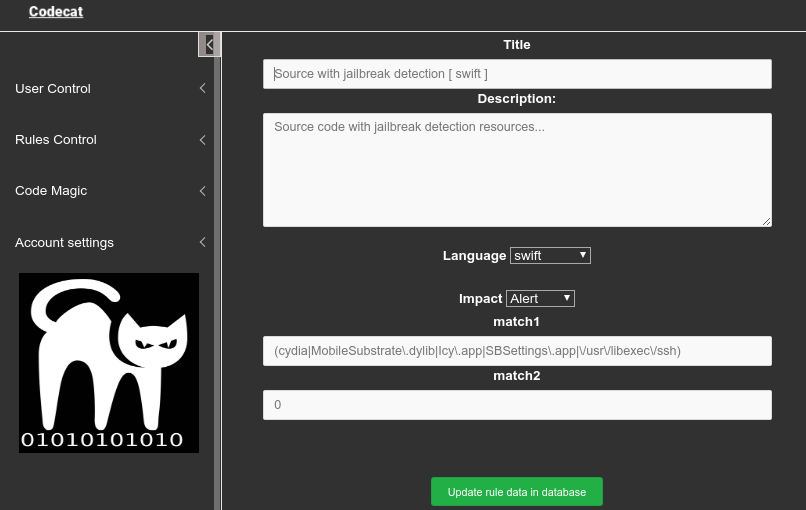 Codecat
User Control
Rules Control
Code Magic
Account settings
01010101010
Title
Source with jailbreak detection [ swift ]
Description:
Source code with jailbreak detection resources...
Language swift
Impact Alert
match1
(cydia|MobileSubstrate\.dylib|Icy\.app|SBSettings\.app|\/usr\/libexec\/ssh)
match2
0
Update rule data in database